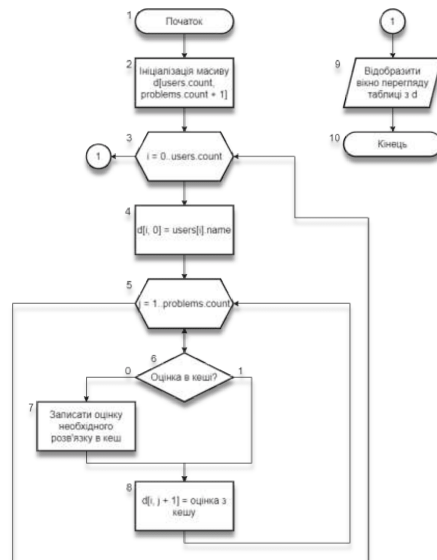 1
Початок
2
Ініціалізація масиву
d[users.count,
problems.count + 1]
3
1
i = 0..users.count
4
d[i, 0] = users[i].name
5
j = 1..problems.count
6
0
Оцінка в кеші?
1
7
Записати оцінку
необхідного
розв'язку в кеш
8
d[i, j + 1] = оцінка з
кешу
1
9
Відобразити
вікно перегляду
таблиці з d
10
Кінець